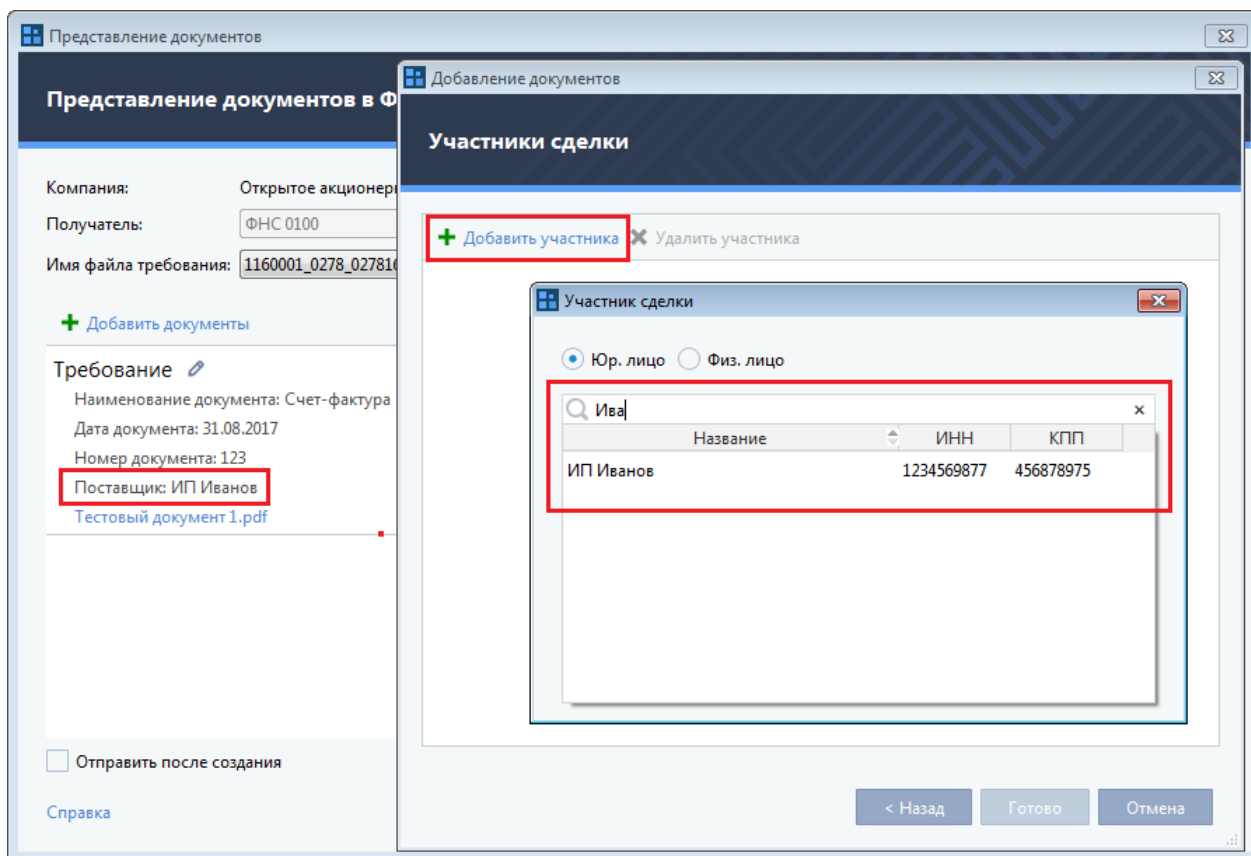 Представление документов
Представление документов в Ф
Компания: Открытое акционер
Получатель: ФНС 0100
Имя файла требования: 1160001_0278_02781
Добавить документы
Требование
Наименование документа: Счет-фактура
Дата документа: 31.08.2017
Номер документа: 123
Поставщик: ИП Иванов
Тестовый документ 1.pdf
Отправить после создания
Справка
Добавление документов
Участники сделки
Добавить участника Удалить участника
Участник сделки
Юр. лицо Физ. лицо
Ива
Название ИНН КПП
ИП Иванов 1234569877 456878975
< Назад Готово Отмена